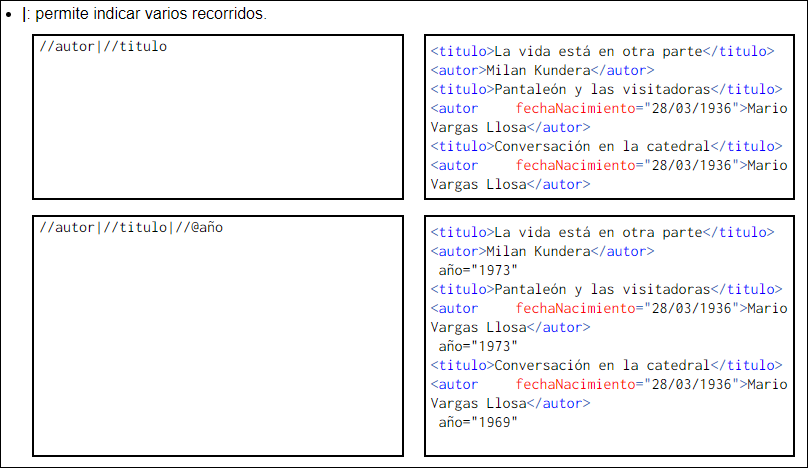 • |: permite indicar varios recorridos.
//autor|//titulo
<titulo>La vida está en otra parte</titulo>
<autor>Milan Kundera</autor>
<titulo>Pantaleón y las visitadoras</titulo>
<autor fechaNacimiento="28/03/1936">Mario
Vargas Llosa</autor>
<titulo>Conversación en la catedral</titulo>
<autor fechaNacimiento="28/03/1936">Mario
Vargas Llosa</autor>
//autor|//titulo|//@año
<titulo>La vida está en otra parte</titulo>
<autor>Milan Kundera</autor>
año="1973"
<titulo>Pantaleón y las visitadoras</titulo>
<autor fechaNacimiento="28/03/1936">Mario
Vargas Llosa</autor>
año="1973"
<titulo>Conversación en la catedral</titulo>
<autor fechaNacimiento="28/03/1936">Mario
Vargas Llosa</autor>
año="1969"